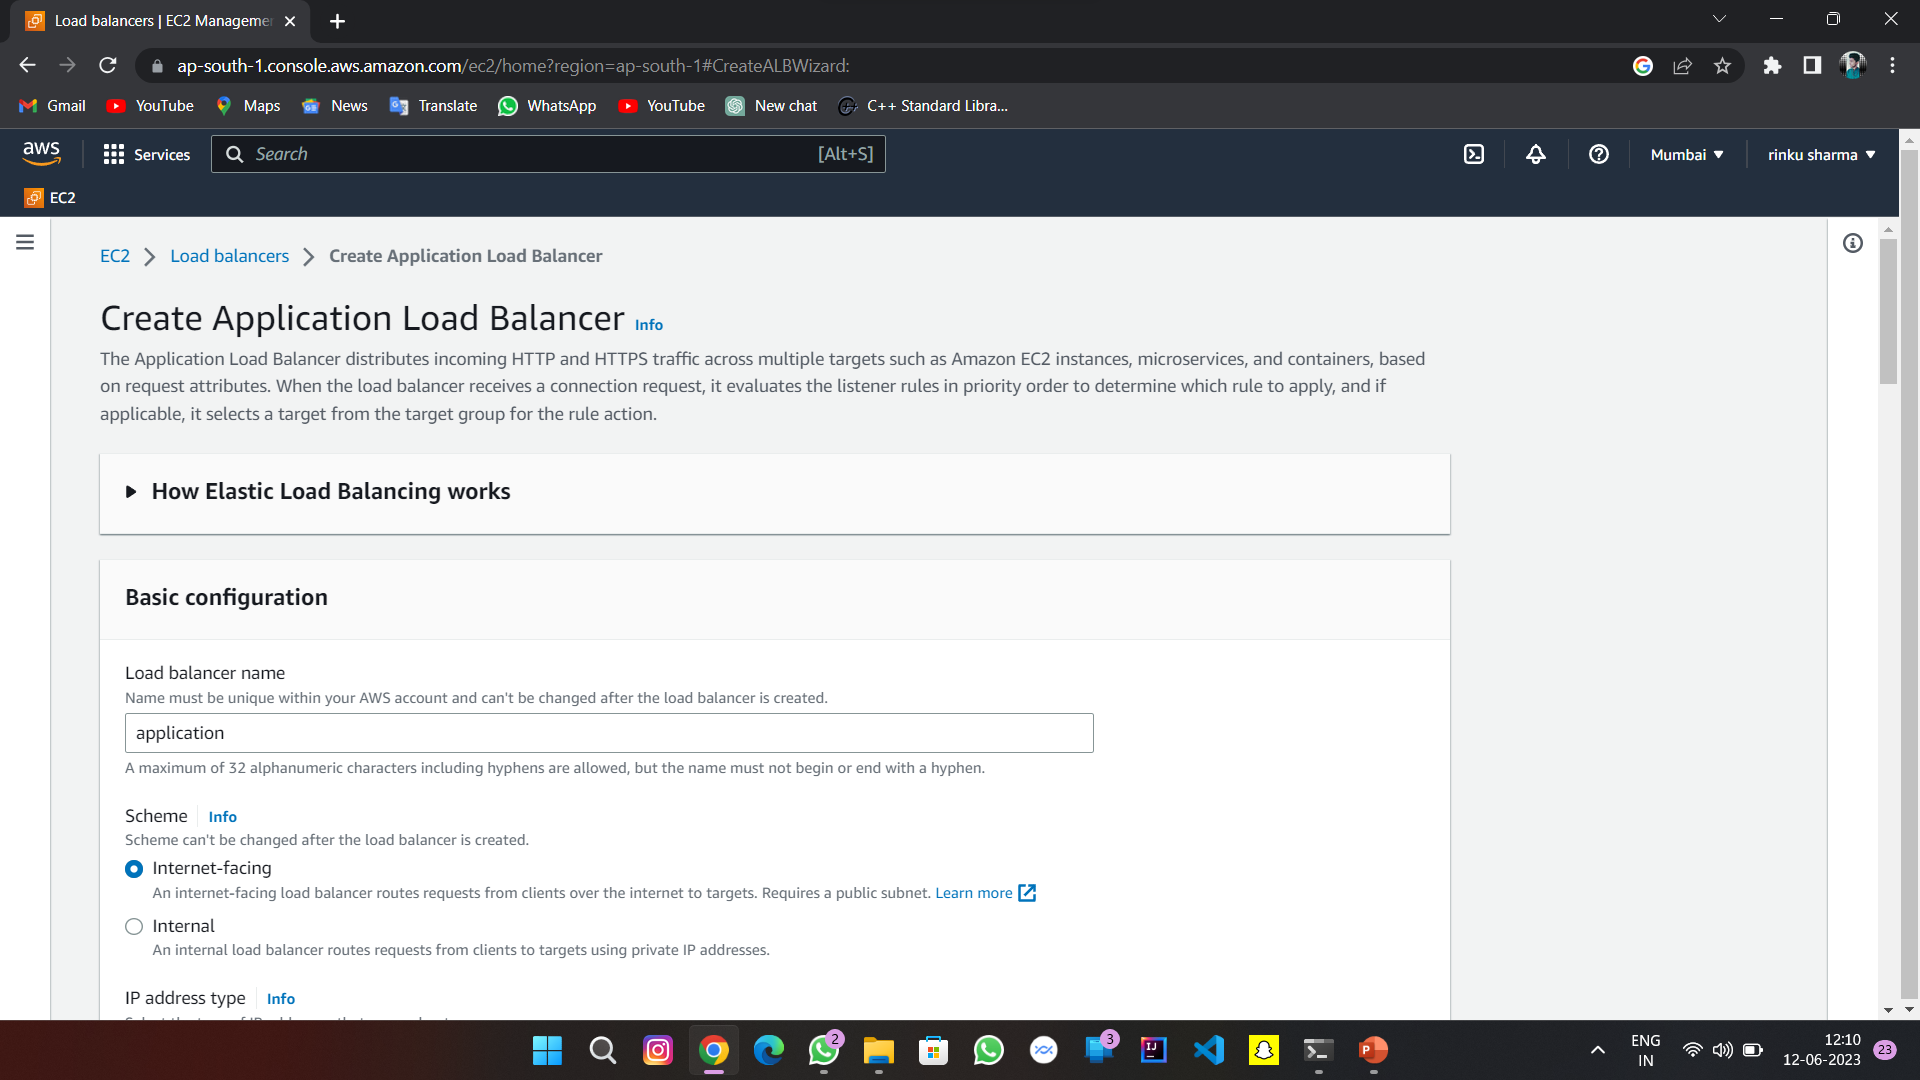 Load balancers | EC2 Manageme
ap-south-1.console.aws.amazon.com/ec2/home?region=ap-south-1#CreateALBWizard:
Gmail YouTube Maps News Translate WhatsApp YouTube New chat C++ Standard Libra...
aws Services Search [Alt+S] Mumbai rinku sharma
EC2
EC2 Load balancers Create Application Load Balancer
Create Application Load Balancer Info
The Application Load Balancer distributes incoming HTTP and HTTPS traffic across multiple targets such as Amazon EC2 instances, microservices, and containers, based
on request attributes. When the load balancer receives a connection request, it evaluates the listener rules in priority order to determine which rule to apply, and if
applicable, it selects a target from the target group for the rule action.
How Elastic Load Balancing works
Basic configuration
Load balancer name
Name must be unique within your AWS account and can't be changed after the load balancer is created.
application
A maximum of 32 alphanumeric characters including hyphens are allowed, but the name must not begin or end with a hyphen.
Scheme Info
Scheme can't be changed after the load balancer is created.
Internet-facing
An internet-facing load balancer routes requests from clients over the internet to targets. Requires a public subnet. Learn more
Internal
An internal load balancer routes requests from clients to targets using private IP addresses.
IP address type Info
2 3 ENG 12:10
IN 12-06-2023 23